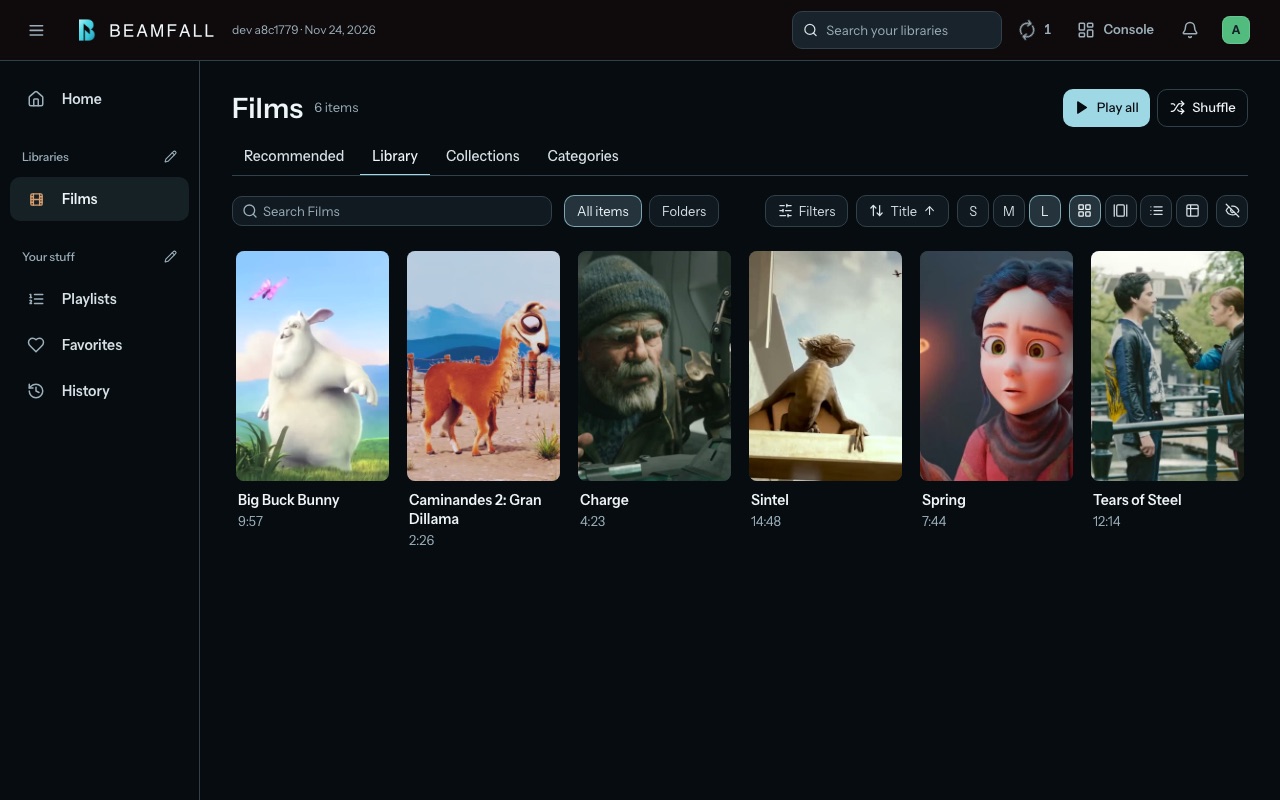 BEAMFALL
dev a8c1779 · Nov 24, 2026
Search your libraries
1
Console
A
Home
Libraries
Films
Your stuff
Playlists
Favorites
History
Films
6 items
Play all
Shuffle
Recommended
Library
Collections
Categories
Search Films
All items
Folders
Filters
Title
S
M
L
Big Buck Bunny
9:57
Caminandes 2: Gran
Dillama
2:26
Charge
4:23
Sintel
14:48
Spring
7:44
Tears of Steel
12:14